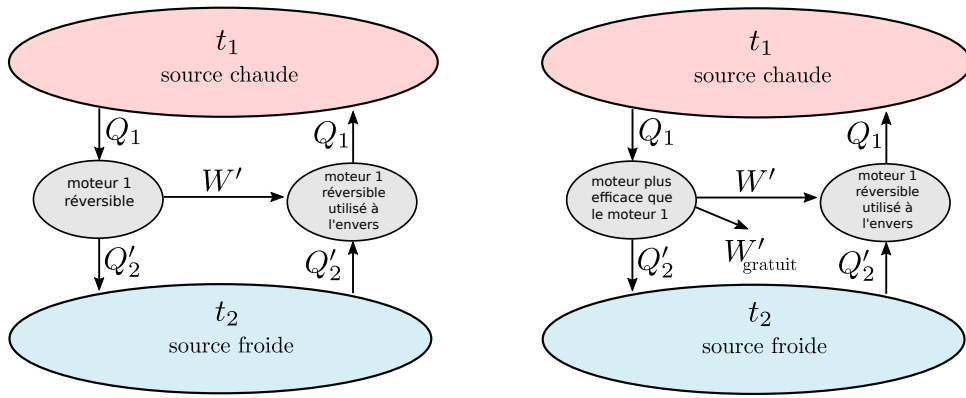 t₁
source chaude
Q₁
Q₁
moteur 1
réversible
W′
moteur 1
réversible
utilisé à
l'envers
Q′₂
Q′₂
t₂
source froide
t₁
source chaude
Q₁
Q₁
moteur plus
efficace que
le moteur 1
W′
moteur 1
réversible
utilisé à
l'envers
W′gratuit
Q′₂
Q′₂
t₂
source froide